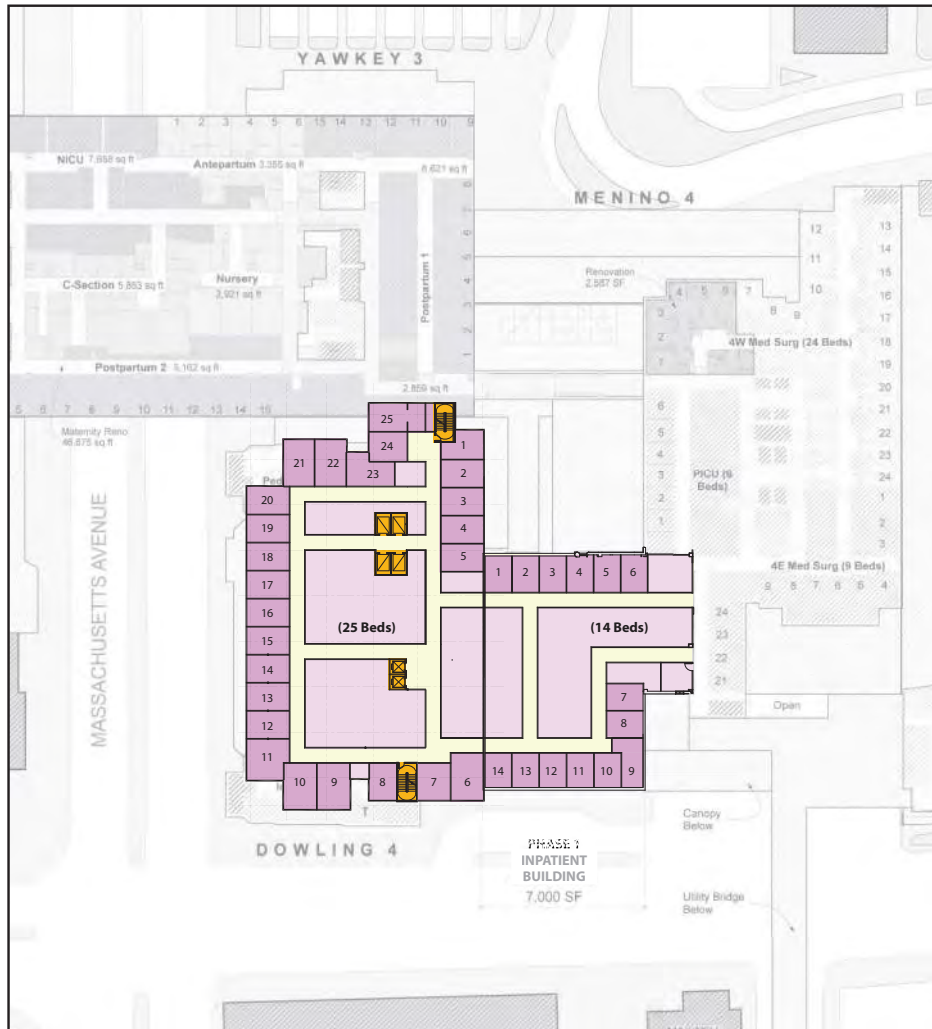 YAWKEY 3
1 2 3 4 5 6 15 14 13 12 11 10 9
NICU 7,658 sq ft
Antepartum 3,355 sq ft
8,621 sq ft
MENINO 4
C-Section 5,853 sq ft
Nursery
3,921 sq ft
Postpartum 1
Renovation
2,587 SF
4 5 6 7
8 9
3
2
1
12
11
10
13
14
15
16
17
18
19
20
21
22
23
24
1
2
3
4W Med Surg (24 Beds)
Postpartum 2 5,162 sq ft
2,859 sq ft
5 6 7 8 9 10 11 12 13 14 15
Maternity Reno
46,875 sq ft
6
5
4
3
2
1
PICU (6
Beds)
4E Med Surg (9 Beds)
9 8 7 6 5 4
24
23
22
21
Open
MASSACHUSETTS AVENUE
25
24
23
22
21
20
19
18
17
16
15
14
13
12
11
10
9
8
7
6
1
2
3
4
5
(25 Beds)
1 2 3 4 5 6
(14 Beds)
7
8
14 13 12 11 10 9
T
DOWLING 4
PHASE 1
INPATIENT
BUILDING
7,000 SF
Canopy
Below
Utility Bridge
Below